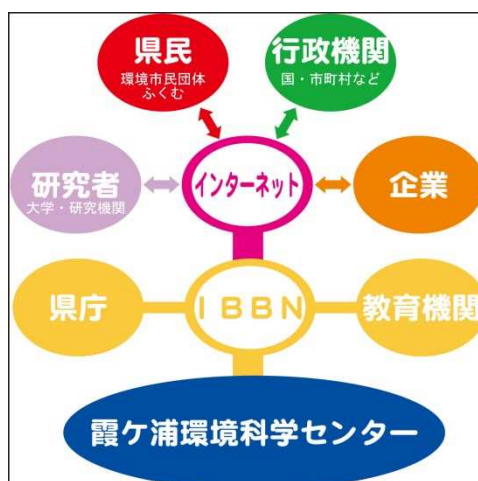 県民
環境市民団体
ふくむ
行政機関
国・市町村など
研究者
大学・研究機関
インターネット
企業
県庁
IBBN
教育機関
霞ケ浦環境科学センター